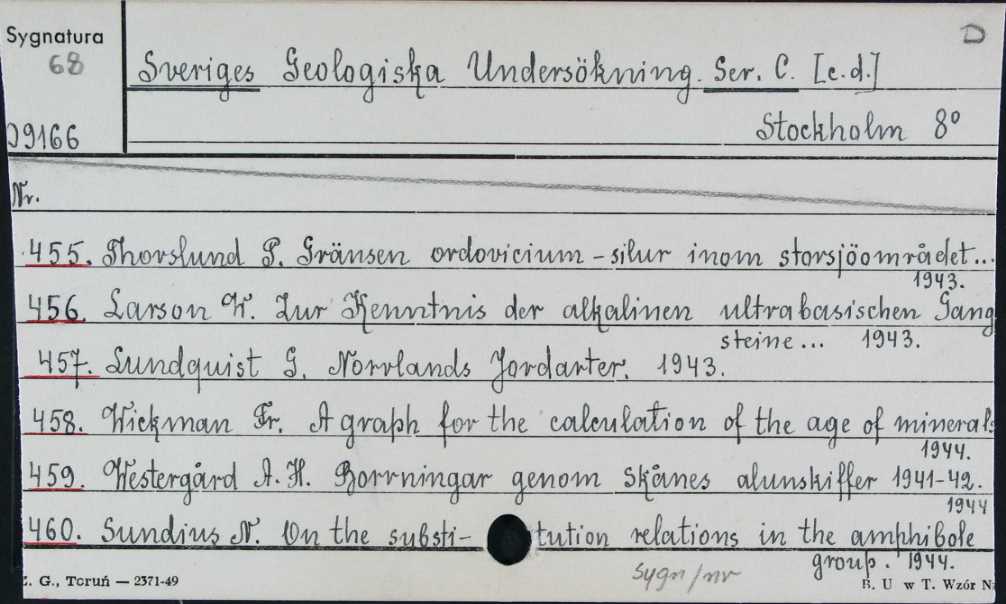 Sygnatura D
68
Sveriges Geologiska Undersökning. Ser. C. [e.d.]
Stockholm 8°
D9166
Nr.
455. Thorslund P. Gränsen ordovicium - silur inom storsjöområdet...
1943.
456. Larson W. Zur Kenntnis der alkalinen ultrabasischen Gang
steine... 1943.
457. Lundquist G. Norrlands Jordarter. 1943.
458. Wickman Fr. A graph for the calculation of the age of minerals
1944.
459. Westergård A.H. Borrningar genom Skånes alunskiffer 1941-42.
1944
460. Sundius N. On the substi- tution relations in the amphibole
group. 1944.
sygn/nr
Z. G., Toruń — 2371-49 B. U w T. Wzór N